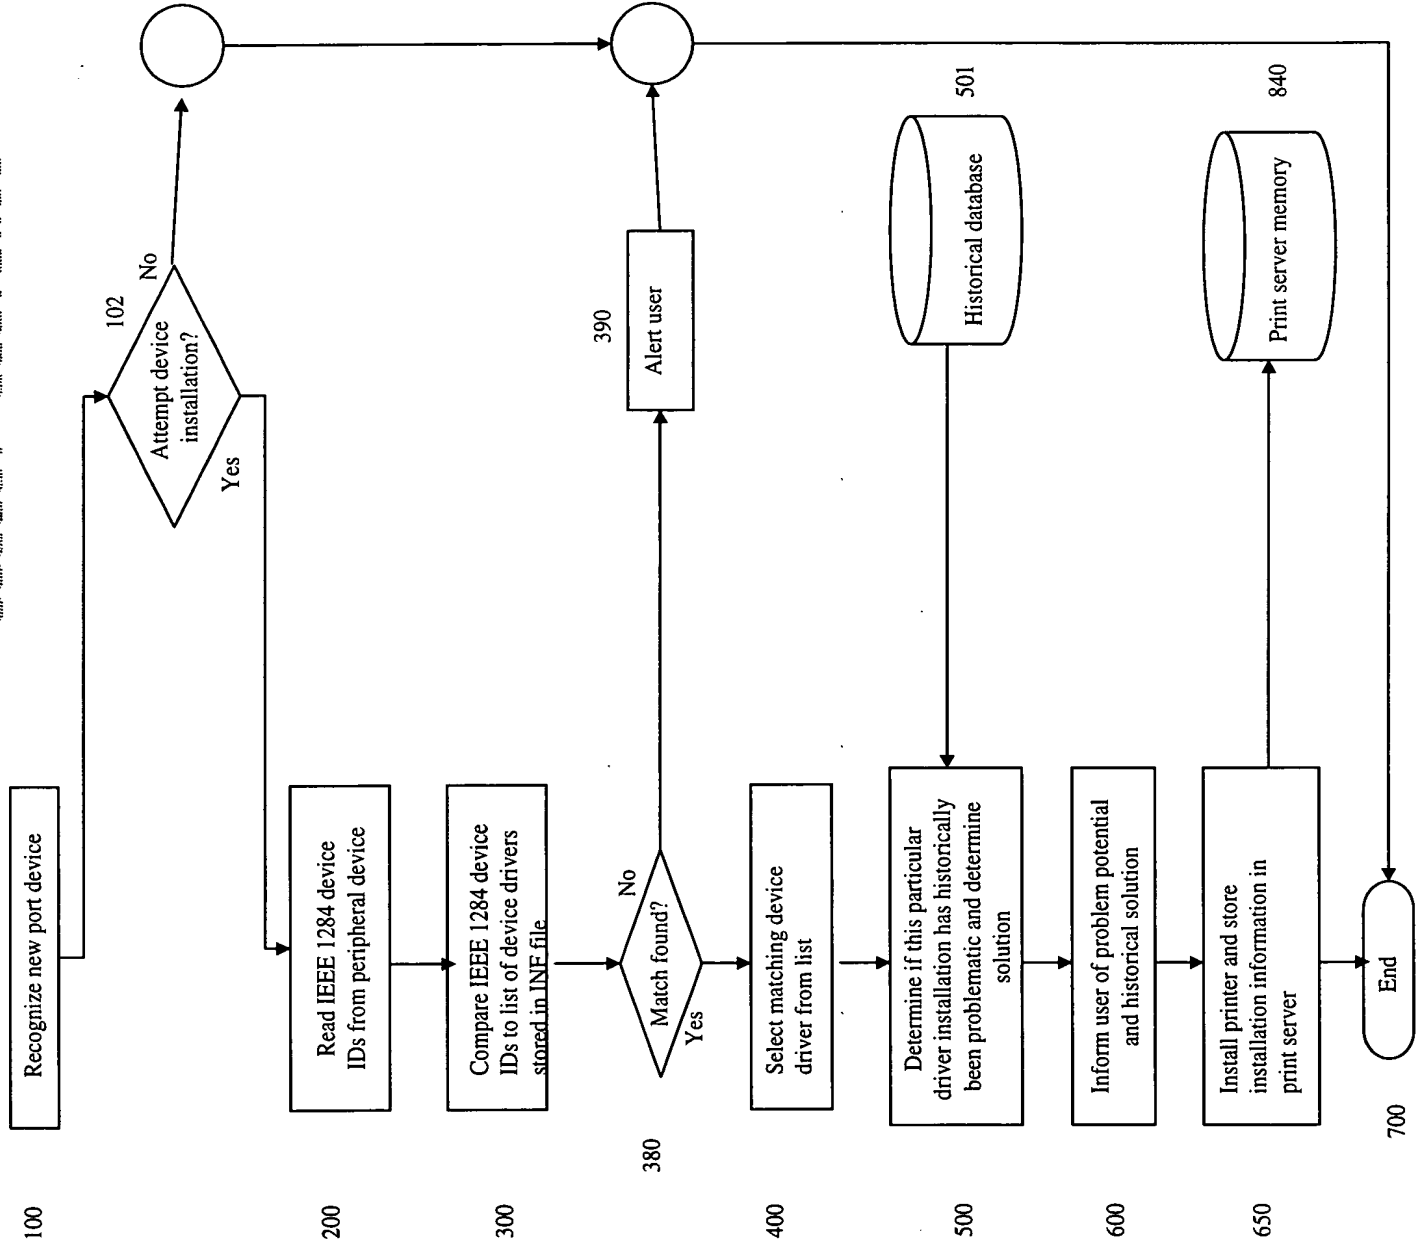 100
Recognize new port device
102
Attempt device
installation?
No
Yes
200
Read IEEE 1284 device
IDs from peripheral device
300
Compare IEEE 1284 device
IDs to list of device drivers
stored in INF file
380
Match found?
No
Yes
390
Alert user
400
Select matching device
driver from list
500
Determine if this particular
driver installation has historically
been problematic and determine
solution
Historical database
501
600
Inform user of problem potential
and historical solution
650
Install printer and store
installation information in
print server
Print server memory
840
700
End